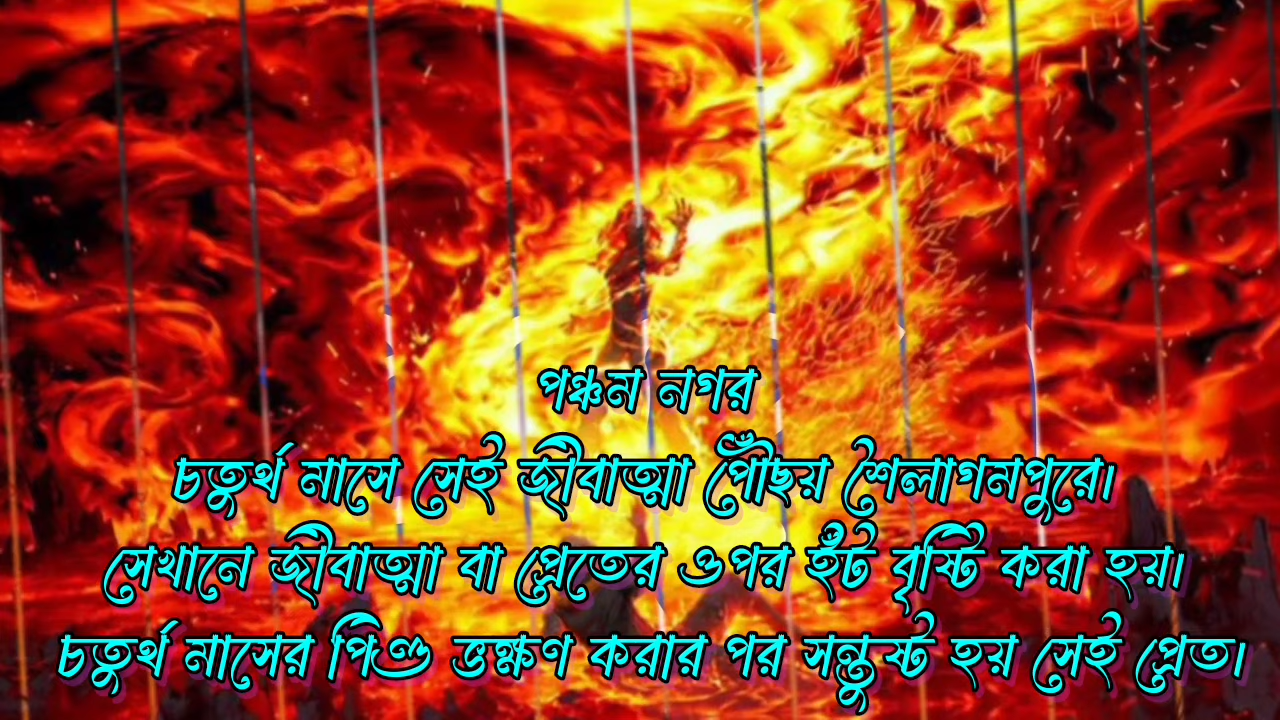 পঞ্চম নগর
চতুর্থ মাসে সেই জীবাত্মা পৌঁছয় শৈলাগমপুরে।
সেখানে জীবাত্মা বা প্রেতের ওপর ইঁট বৃষ্টি করা হয়।
চতুর্থ মাসের পিণ্ড ভক্ষণ করার পর সন্তুষ্ট হয় সেই প্রেত।